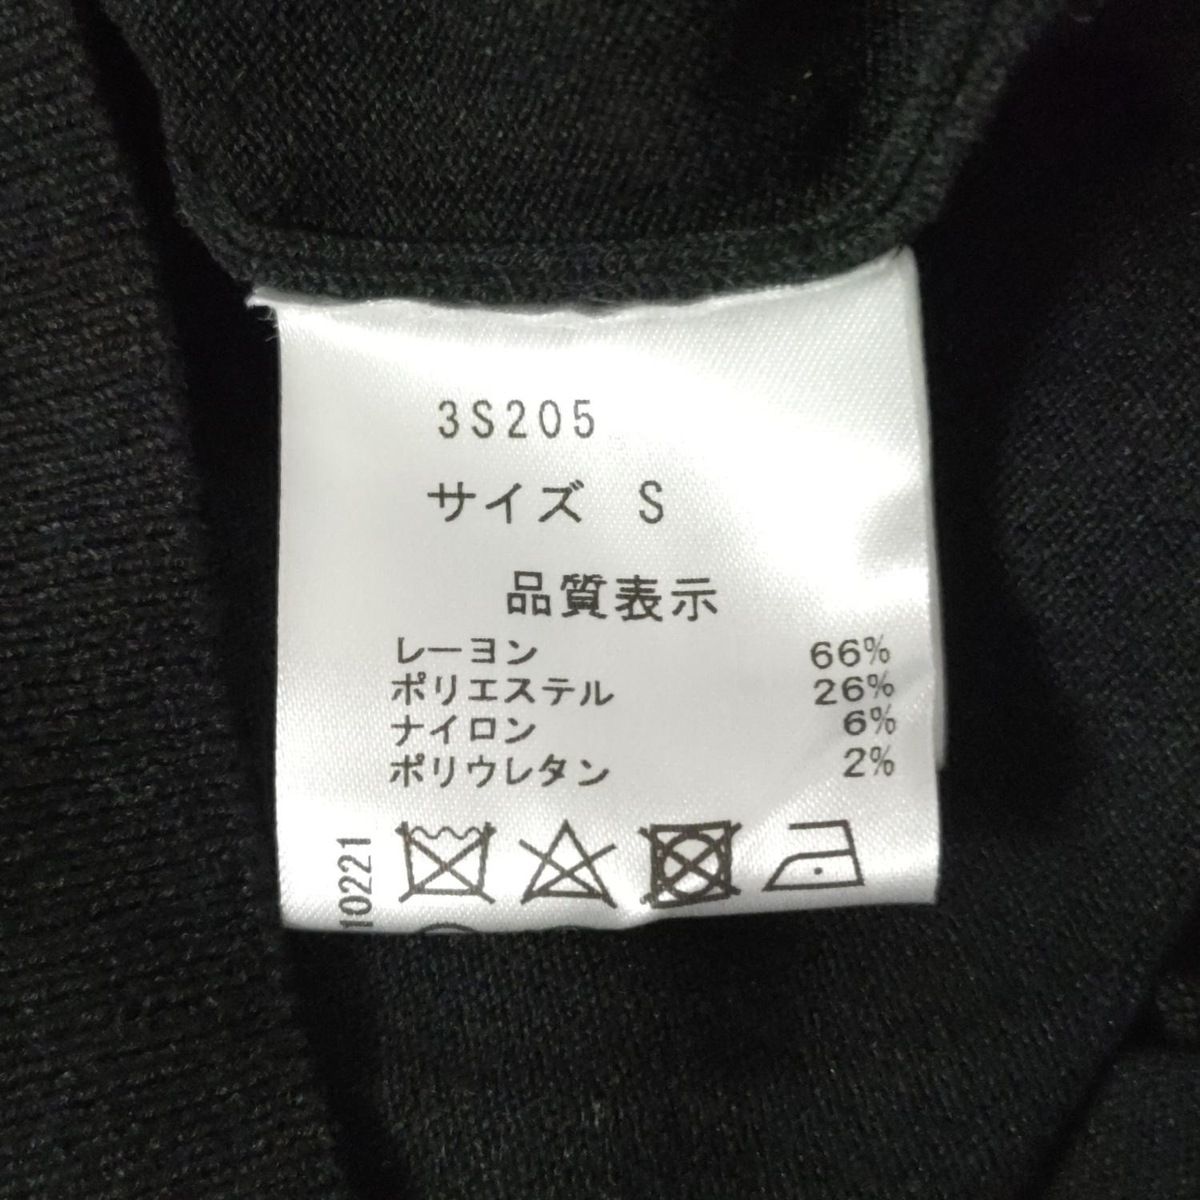 3S205
サイズ S
品質表示
レーヨン 66%
ポリエステル 26%
ナイロン 6%
ポリウレタン 2%
10221